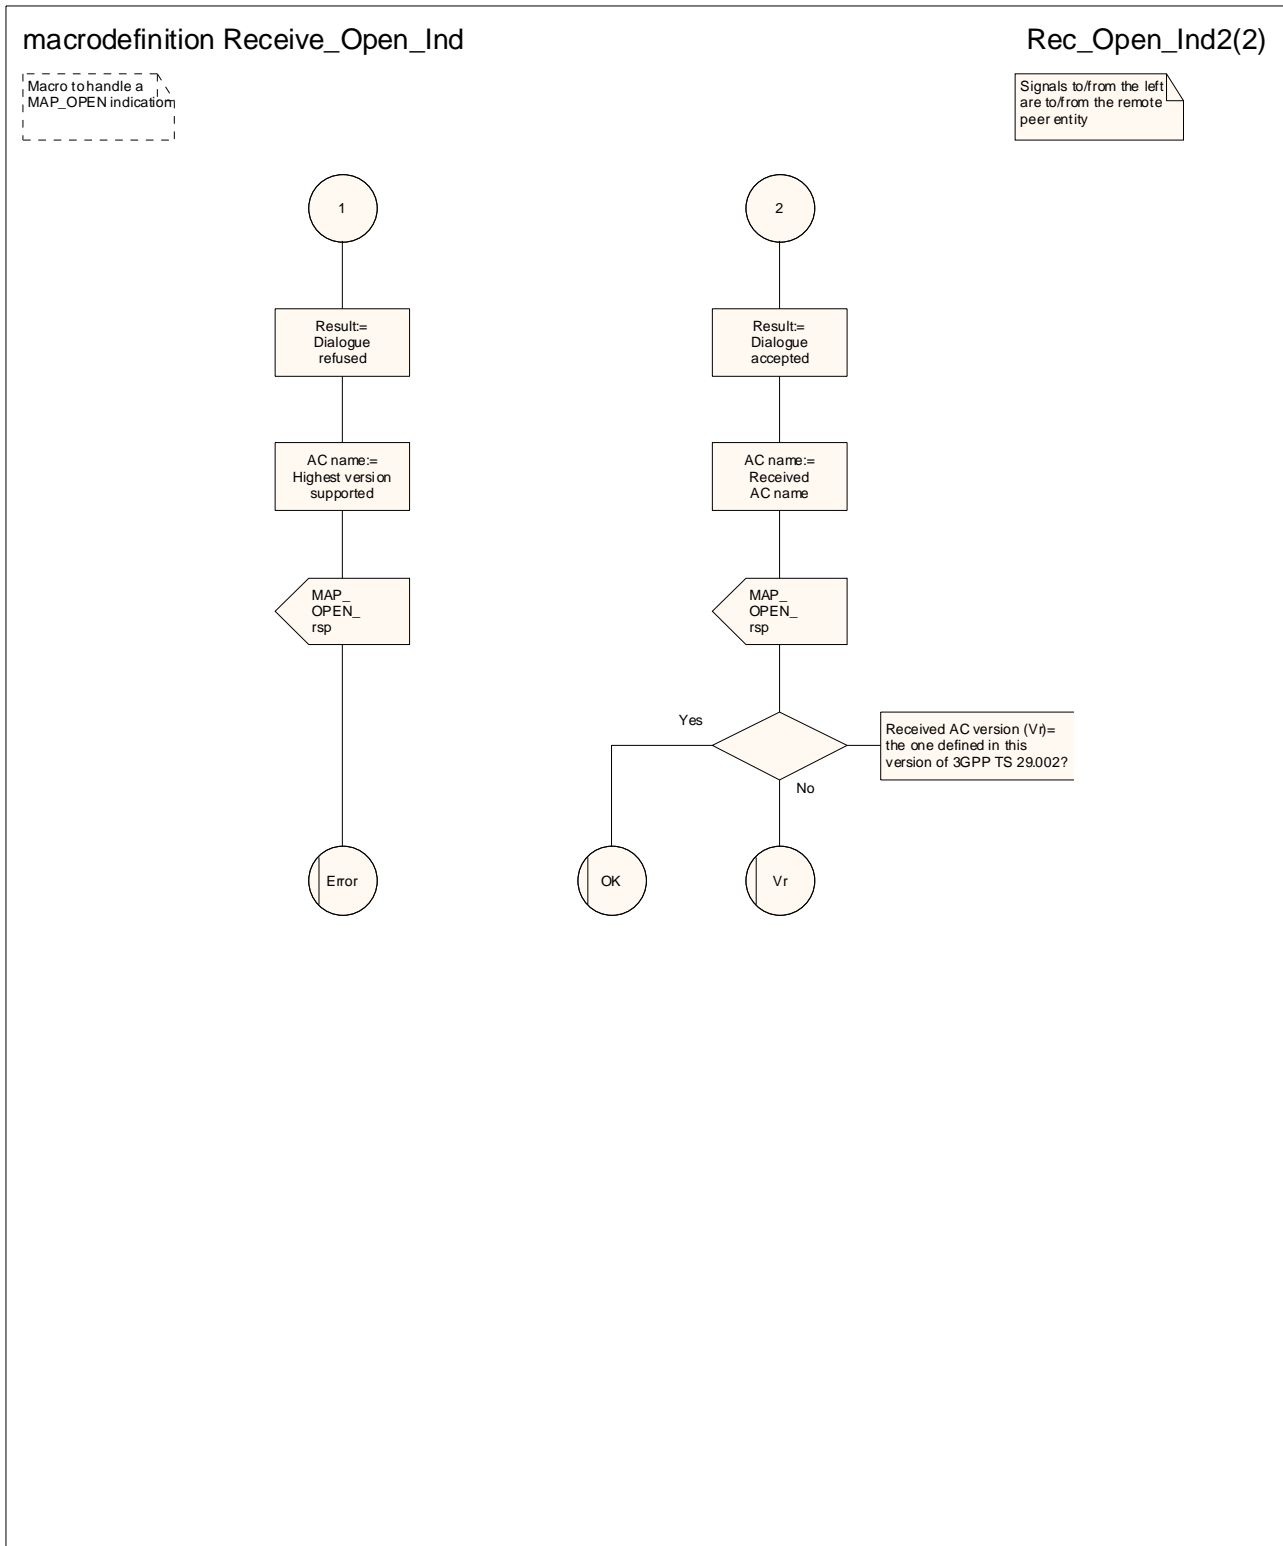 macrodefinition Receive_Open_Ind
Rec_Open_Ind2(2)
Macro to handle a
MAP_OPEN indication
Signals to/from the left
are to/from the remote
peer entity
1
2
Result:=
Dialogue
refused
Result:=
Dialogue
accepted
AC name:=
Highest version
supported
AC name:=
Received
AC name
MAP_
OPEN_
rsp
MAP_
OPEN_
rsp
Yes
Received AC version (Vr)=
the one defined in this
version of 3GPP TS 29.002?
No
Error
OK
Vr